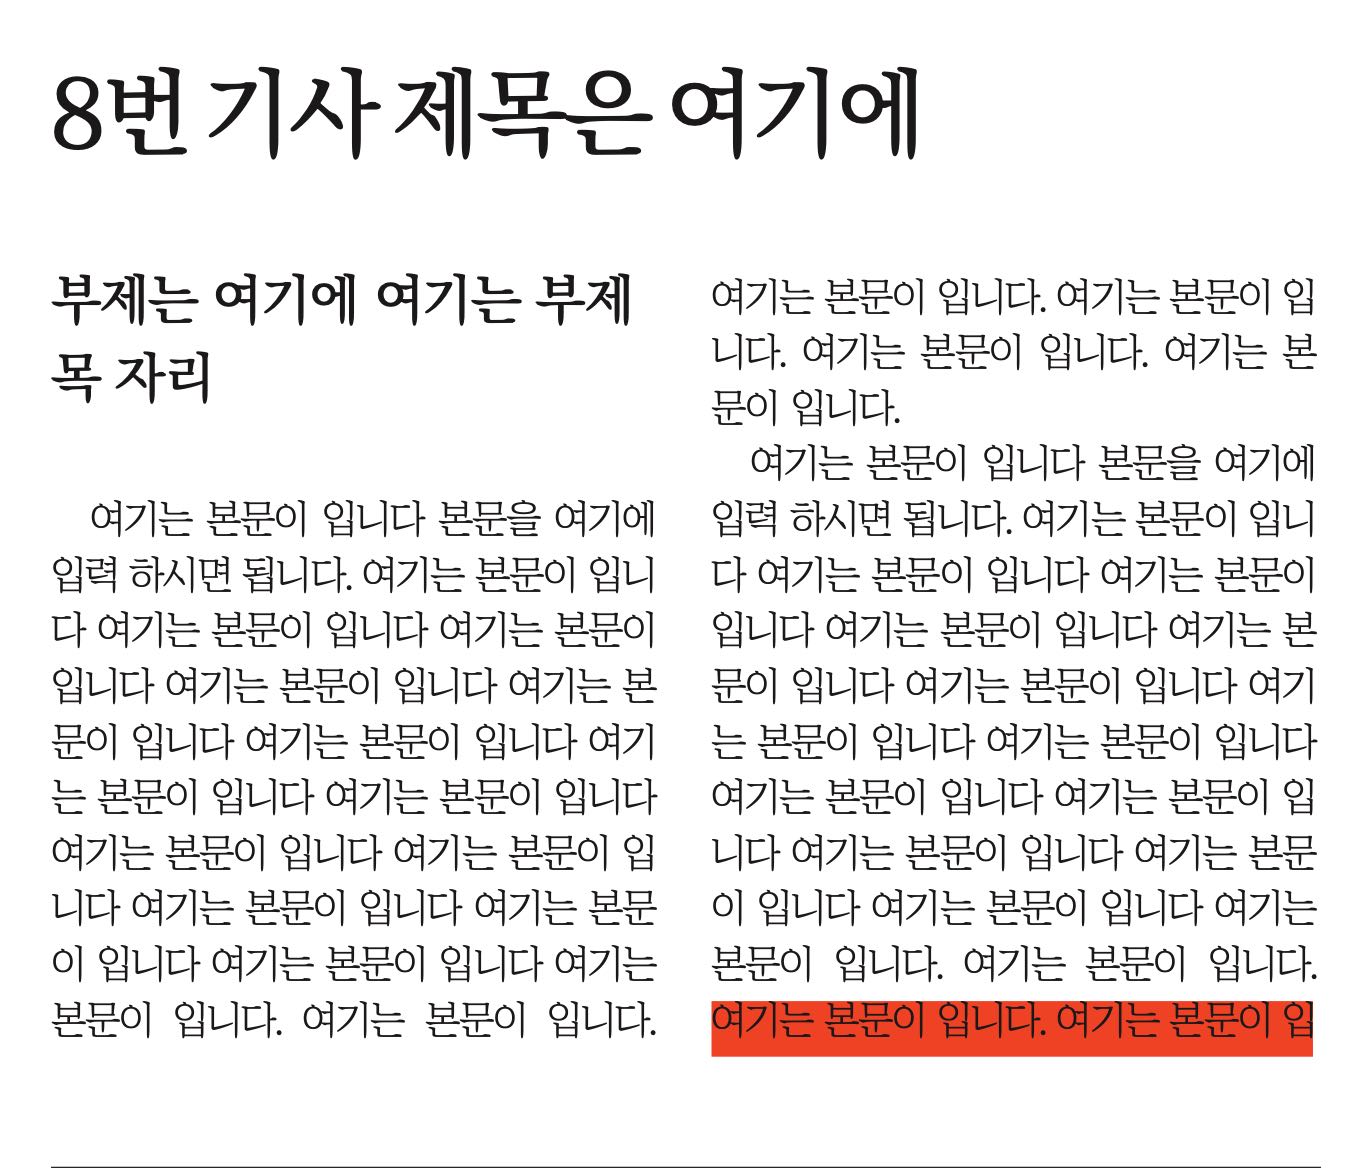 8번 기사 제목은 여기에
부제는 여기에 여기는 부제
목 자리
여기는 본문이 입니다 본문을 여기에
입력 하시면 됩니다. 여기는 본문이 입니
다 여기는 본문이 입니다 여기는 본문이
입니다 여기는 본문이 입니다 여기는 본
문이 입니다 여기는 본문이 입니다 여기
는 본문이 입니다 여기는 본문이 입니다
여기는 본문이 입니다 여기는 본문이 입
니다 여기는 본문이 입니다 여기는 본문
이 입니다 여기는 본문이 입니다 여기는
본문이 입니다. 여기는 본문이 입니다.
여기는 본문이 입니다. 여기는 본문이 입
니다. 여기는 본문이 입니다. 여기는 본
문이 입니다.
여기는 본문이 입니다 본문을 여기에
입력 하시면 됩니다. 여기는 본문이 입니
다 여기는 본문이 입니다 여기는 본문이
입니다 여기는 본문이 입니다 여기는 본
문이 입니다 여기는 본문이 입니다 여기
는 본문이 입니다 여기는 본문이 입니다
여기는 본문이 입니다 여기는 본문이 입
니다 여기는 본문이 입니다 여기는 본문
이 입니다 여기는 본문이 입니다 여기는
본문이 입니다. 여기는 본문이 입니다.
여기는 본문이 입니다. 여기는 본문이 입